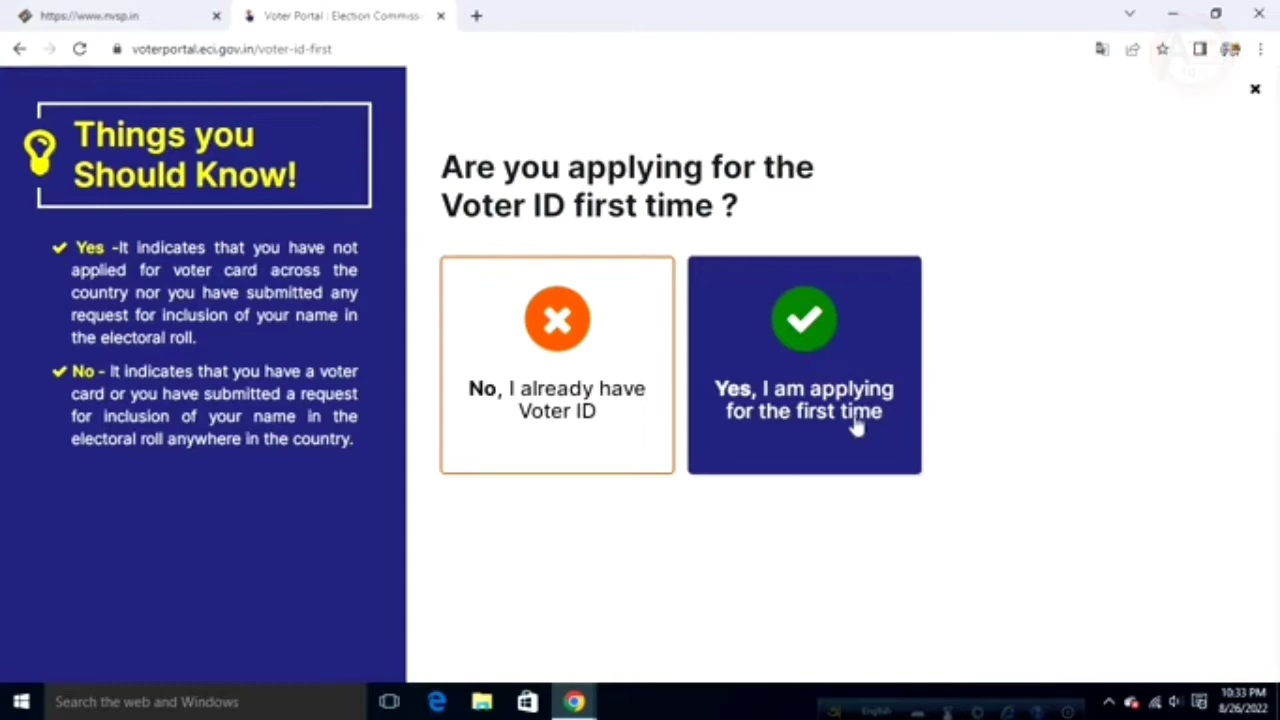 https://www.nvsp.in
Voter Portal : Election Commiss
voterportal.eci.gov.in/voter-id-first
Things you
Should Know!
Yes -It indicates that you have not
applied for voter card across the
country nor you have submitted any
request for inclusion of your name in
the electoral roll.
No - It indicates that you have a voter
card or you have submitted a request
for inclusion of your name in the
electoral roll anywhere in the country.
Are you applying for the
Voter ID first time ?
No, I already have
Voter ID
Yes, I am applying
for the first time
Search the web and Windows
English
10:33 PM
8/26/2022